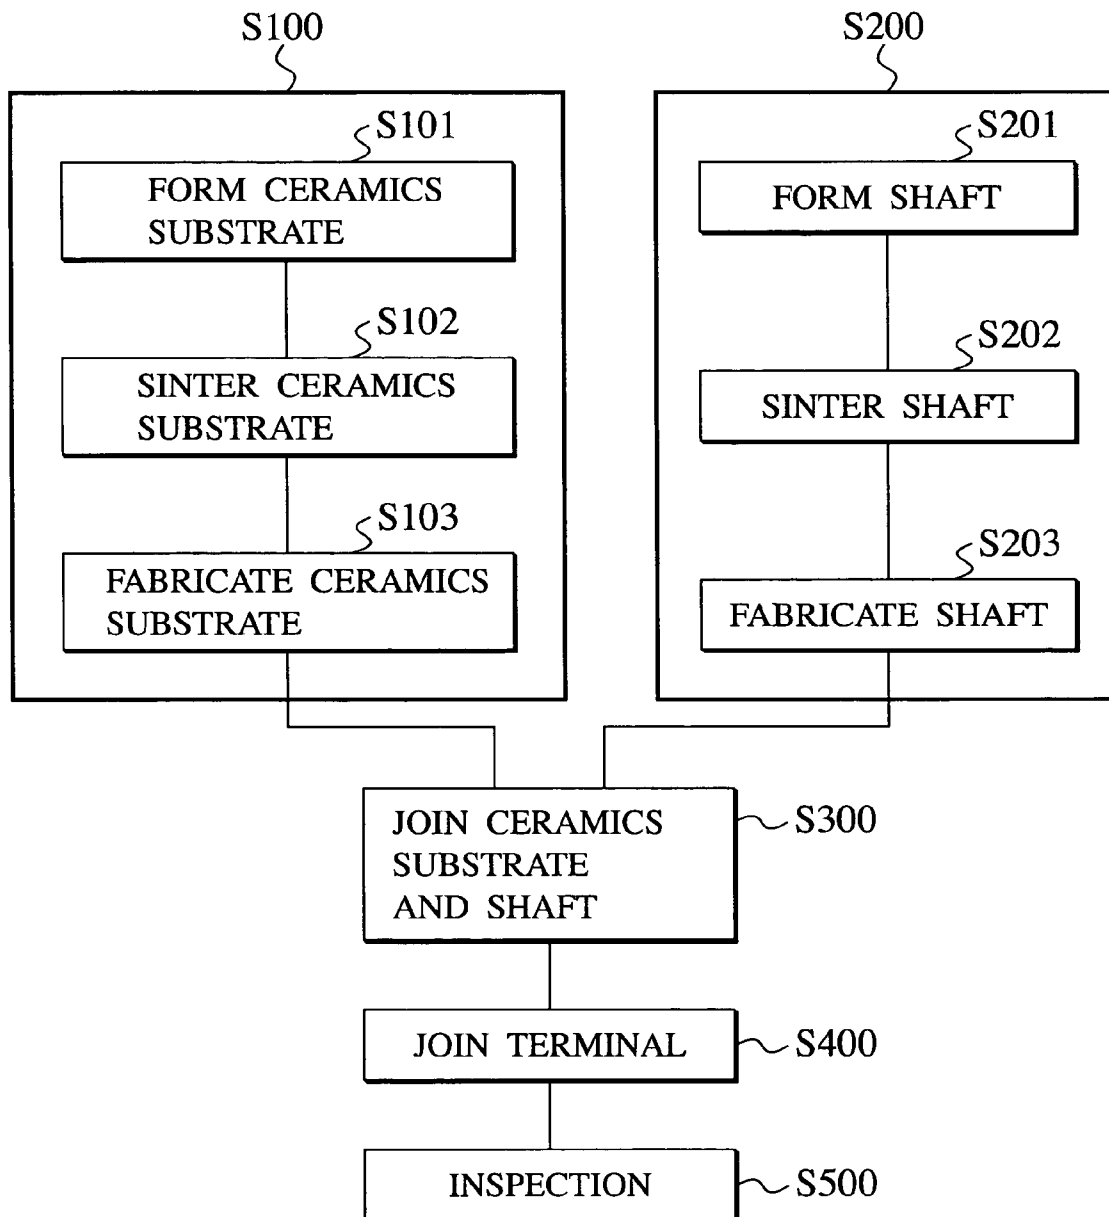 S100
S101
FORM CERAMICS
SUBSTRATE
S102
SINTER CERAMICS
SUBSTRATE
S103
FABRICATE CERAMICS
SUBSTRATE
S200
S201
FORM SHAFT
S202
SINTER SHAFT
S203
FABRICATE SHAFT
JOIN CERAMICS
SUBSTRATE
AND SHAFT
S300
JOIN TERMINAL
S400
INSPECTION
S500